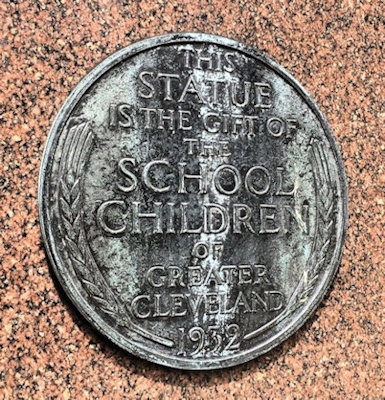 THIS
STATUE
IS THE GIFT OF
THE
SCHOOL
CHILDREN
OF
GREATER
CLEVELAND
1932